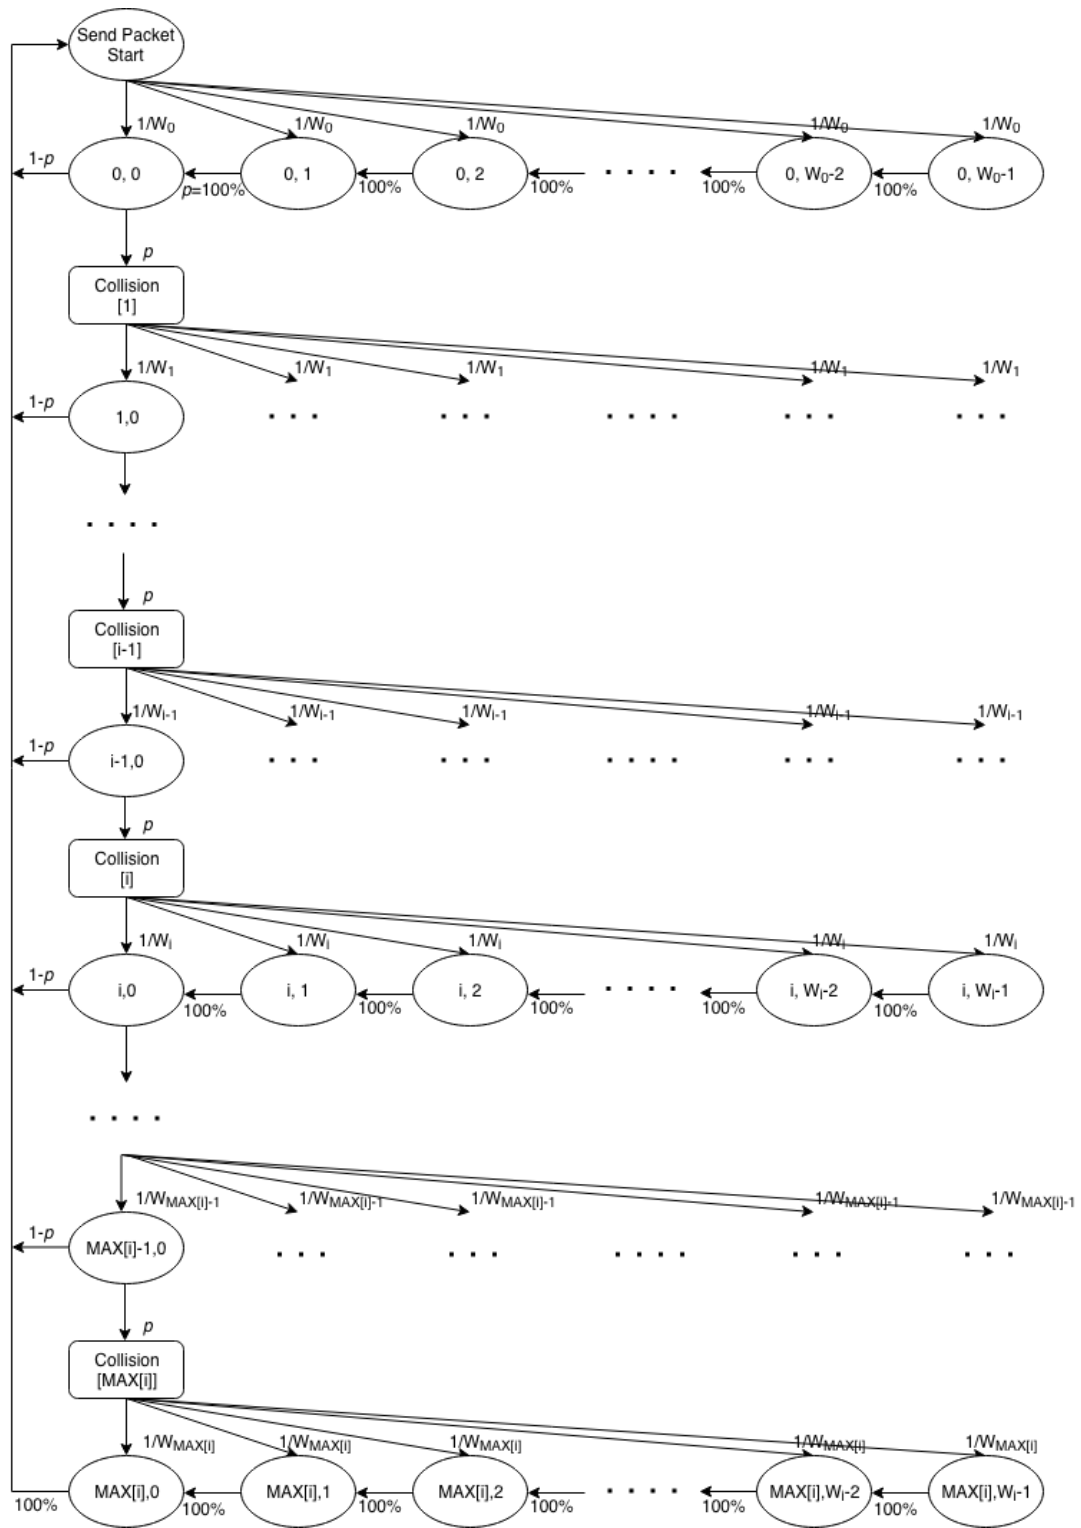 Send Packet
Start
1/W0 1/W0 1/W0 1/W0 1/W0
1-p 0, 0 p=100% 0, 1 100% 0, 2 100% . . . . 100% 0, W0-2 100% 0, W0-1
p
Collision
[1]
1/W1 1/W1 1/W1 1/W1 1/W1
1-p 1,0 . . . . . . . . . . . . . . . .
. . . .
p
Collision
[i-1]
1/Wi-1 1/Wi-1 1/Wi-1 1/Wi-1 1/Wi-1
1-p i-1,0 . . . . . . . . . . . . . . . .
p
Collision
[i]
1/Wi 1/Wi 1/Wi 1/Wi 1/Wi
1-p i,0 100% i, 1 100% i, 2 100% . . . . 100% i, Wi-2 100% i, Wi-1
. . . .
1/WMAX[i]-1 1/WMAX[i]-1 1/WMAX[i]-1 1/WMAX[i]-1 1/WMAX[i]-1
1-p MAX[i]-1,0 . . . . . . . . . . . . . . . .
p
Collision
[MAX[i]]
1/WMAX[i] 1/WMAX[i] 1/WMAX[i] 1/WMAX[i] 1/WMAX[i]
100% MAX[i],0 100% MAX[i],1 100% MAX[i],2 100% . . . . 100% MAX[i],Wi-2 100% MAX[i],Wi-1